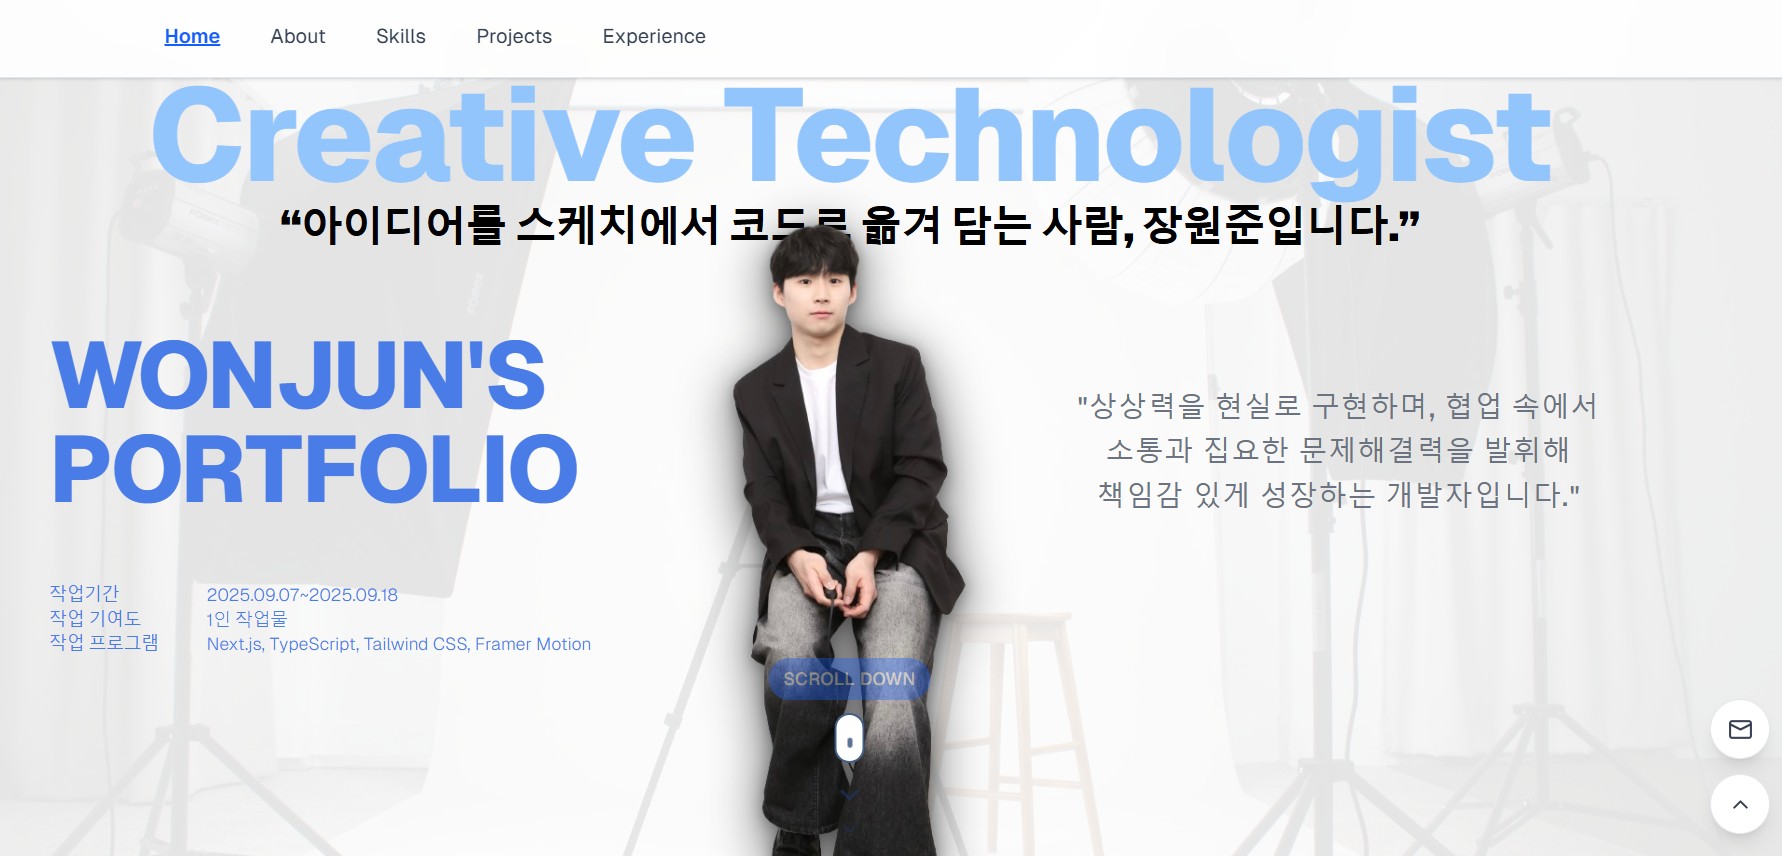 Home About Skills Projects Experience
Creative Technologist
“아이디어를 스케치에서 코드로 옮겨 담는 사람, 장원준입니다.”
WONJUN'S
PORTFOLIO
"상상력을 현실로 구현하며, 협업 속에서
소통과 집요한 문제해결력을 발휘해
책임감 있게 성장하는 개발자입니다."
작업기간 2025.09.07~2025.09.18
작업 기여도 1인 작업물
작업 프로그램 Next.js, TypeScript, Tailwind CSS, Framer Motion
SCROLL DOWN